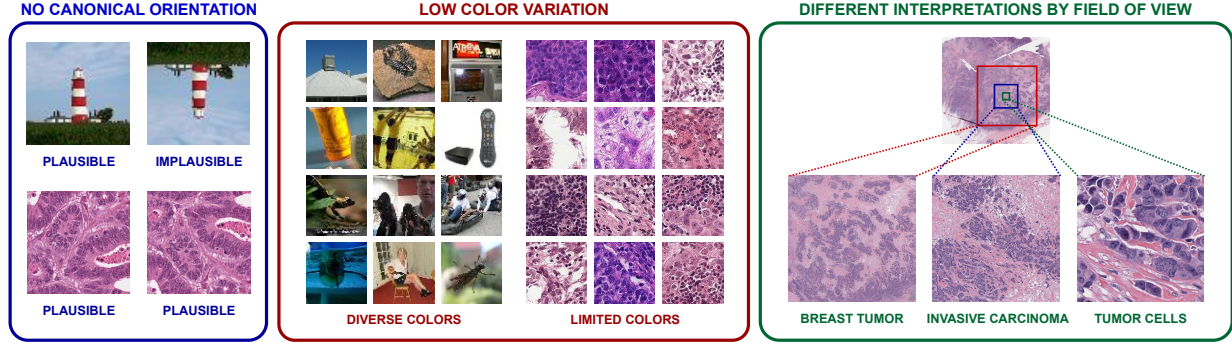 NO CANONICAL ORIENTATION
PLAUSIBLE
IMPLAUSIBLE
PLAUSIBLE
PLAUSIBLE
LOW COLOR VARIATION
DIVERSE COLORS
LIMITED COLORS
DIFFERENT INTERPRETATIONS BY FIELD OF VIEW
BREAST TUMOR
INVASIVE CARCINOMA
TUMOR CELLS